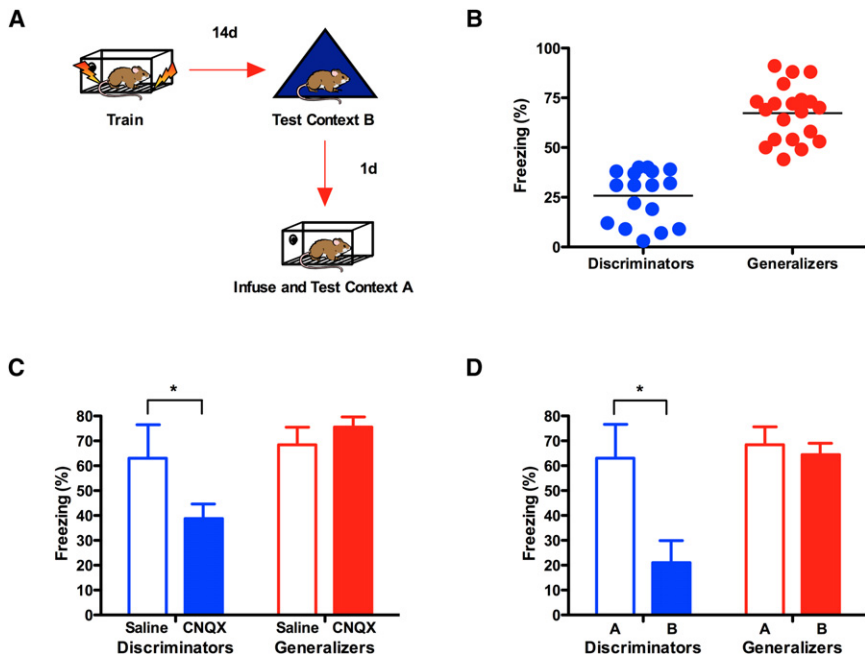 A
14d
Train
Test Context B
1d
Infuse and Test Context A
B
Freezing (%)
100
75
50
25
0
Discriminators Generalizers
C
*
Freezing (%)
80
70
60
50
40
30
20
10
0
Saline CNQX Saline CNQX
Discriminators Generalizers
D
*
Freezing (%)
80
70
60
50
40
30
20
10
0
A B A B
Discriminators Generalizers